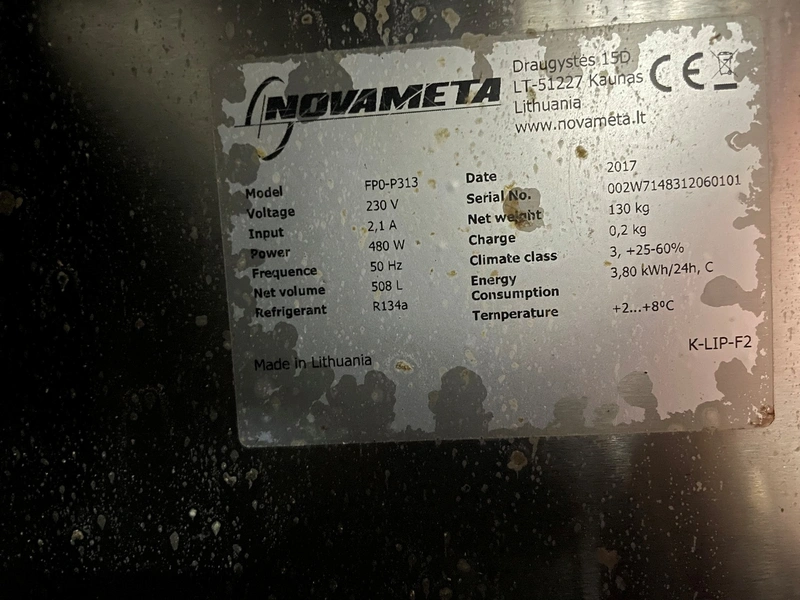 NOVAMETA
Draugystės 15D
LT-51227 Kaunas
Lithuania
www.novameta.lt
CE
Model FP0-P313
Voltage 230 V
Input 2,1 A
Power 480 W
Frequence 50 Hz
Net volume 508 L
Refrigerant R134a
Date 2017
Serial No. 002W7148312060101
Net weight 130 kg
Charge 0,2 kg
Climate class 3, +25-60%
Energy Consumption 3,80 kWh/24h, C
Temperature +2...+8ºC
K-LIP-F2
Made in Lithuania